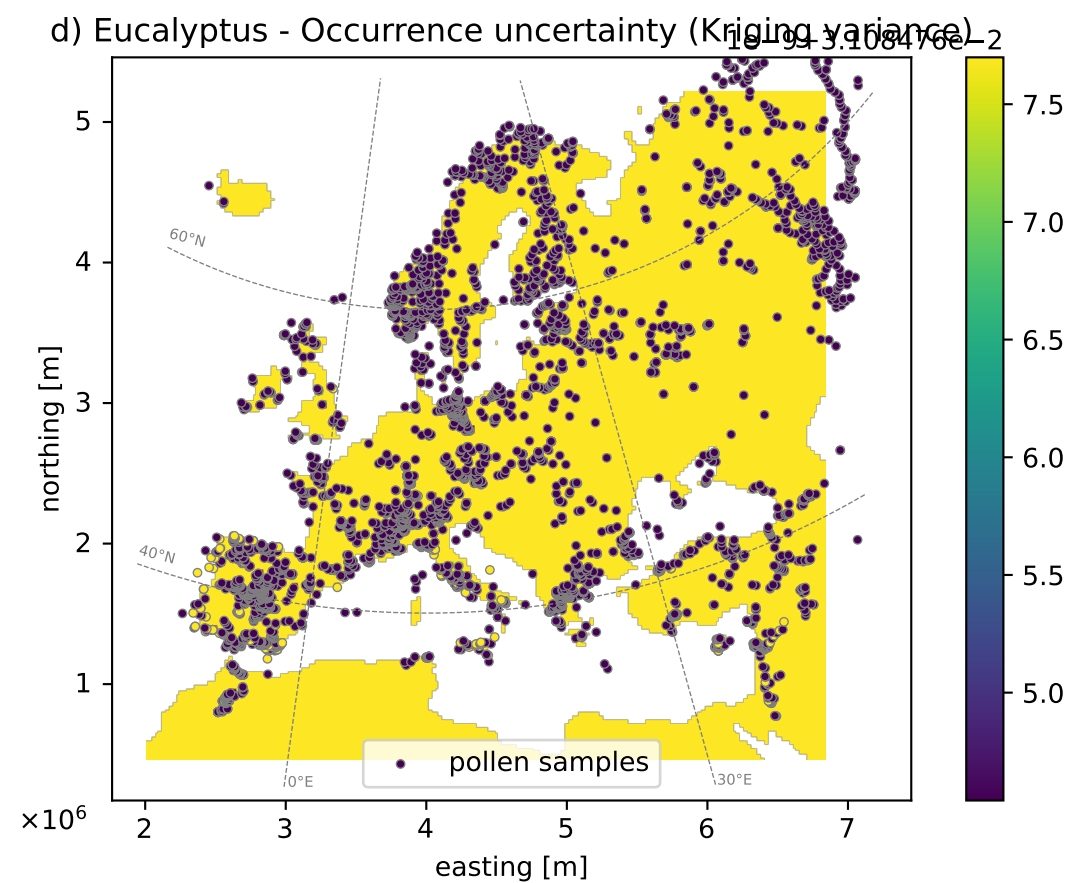 d) Eucalyptus - Occurrence uncertainty (Kriging variance)
1e−9+3.108476e−2
5
4
3
2
1
northing [m]
60°N
40°N
0°E
30°E
pollen samples
×10⁶
2 3 4 5 6 7
easting [m]
7.5
7.0
6.5
6.0
5.5
5.0